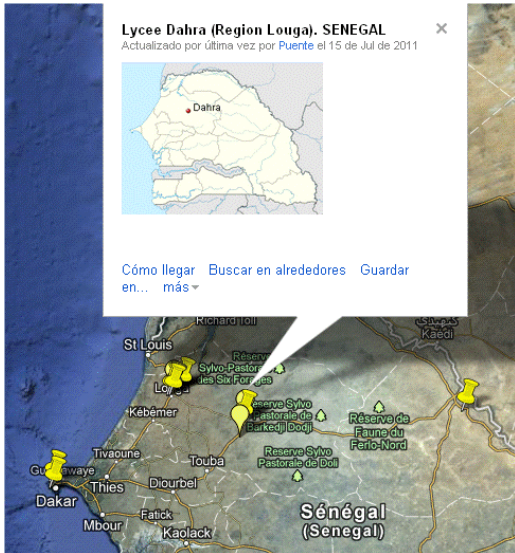 Lycee Dahra (Region Louga). SENEGAL
Actualizado por última vez por Puente el 15 de Jul de 2011
Dahra
Cómo llegar Buscar en alrededores Guardar
en... más
Richard Toll
كيهيدي
Kaedi
St Louis
Réserve
Sylvo-Pastorale
des Six Forages
Louga
Kébémer
Réserve Sylvo
Pastorale de
Barkedji Dodji
Réserve de
Faune du
Ferlo-Nord
Tivaoune
Touba
Réserve Sylvo
Pastorale de Doli
Dakar
Thies
Diourbel
Mbour
Fatick
Kaolack
Sénégal
(Senegal)